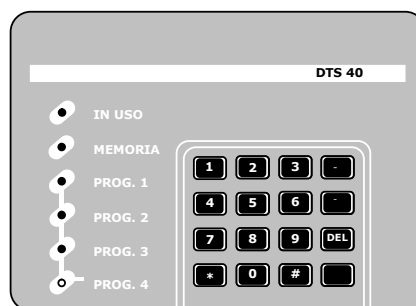 DTS 40
IN USO
MEMORIA
PROG. 1
PROG. 2
PROG. 3
PROG. 4
1 2 3 -
4 5 6 -
7 8 9 DEL
* 0 #